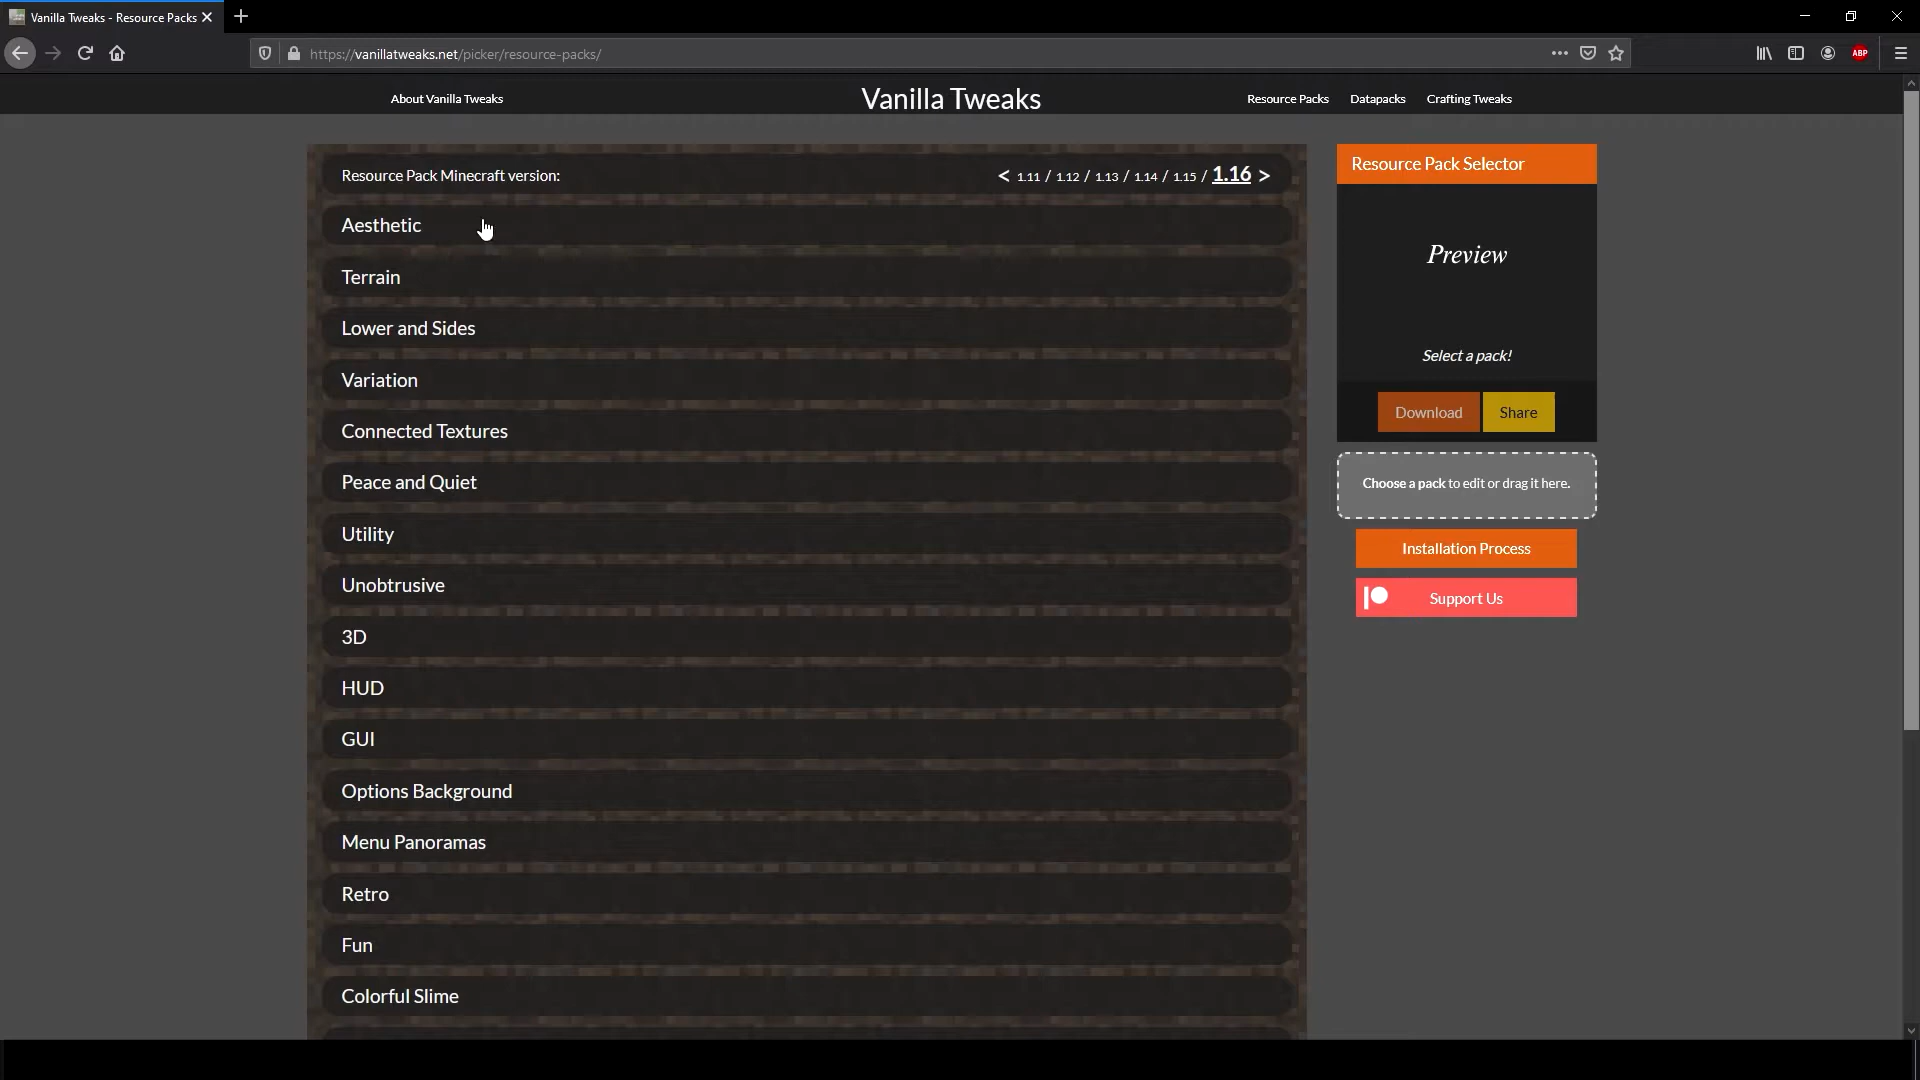 Vanilla Tweaks - Resource Packs
https://vanillatweaks.net/picker/resource-packs/
ABP
About Vanilla Tweaks
Vanilla Tweaks
Resource Packs Datapacks Crafting Tweaks
Resource Pack Minecraft version:
< 1.11 / 1.12 / 1.13 / 1.14 / 1.15 / 1.16 >
Aesthetic
Terrain
Lower and Sides
Variation
Connected Textures
Peace and Quiet
Utility
Unobtrusive
3D
HUD
GUI
Options Background
Menu Panoramas
Retro
Fun
Colorful Slime
Resource Pack Selector
Preview
Select a pack!
Download Share
Choose a pack to edit or drag it here.
Installation Process
Support Us